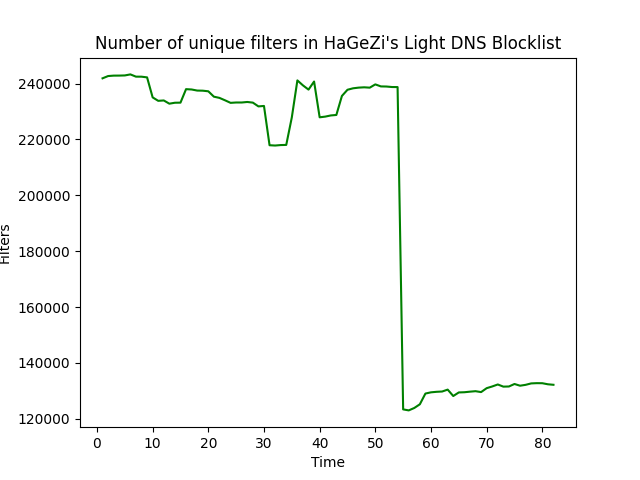 Number of unique filters in HaGeZi's Light DNS Blocklist
240000
220000
200000
180000
160000
140000
120000
Filters
0 10 20 30 40 50 60 70 80
Time